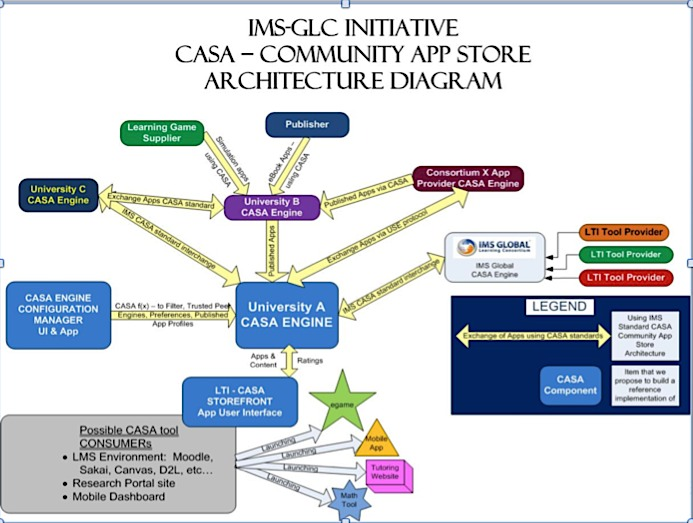 IMS-GLC INITIATIVE
CASA – COMMUNITY APP STORE
ARCHITECTURE DIAGRAM
Learning Game
Supplier
Publisher
Simulation apps
using CASA
eBook Apps –
using CASA
University C
CASA Engine
Exchange Apps CASA standard
University B
CASA Engine
Published Apps via CASA
Consortium X App
Provider CASA Engine
IMS CASA standard interchange
Published Apps
Exchange Apps via USE protocol
IMS GLOBAL
Learning Consortium
IMS Global
CASA Engine
LTI Tool Provider
LTI Tool Provider
LTI Tool Provider
IMS CASA standard interchange
CASA ENGINE
CONFIGURATION
MANAGER
UI & App
CASA f(x) – to Filter, Trusted Peer
Engines, Preferences, Published
App Profiles
University A
CASA ENGINE
LEGEND
Exchange of Apps using CASA standards
Using IMS
Standard CASA
Community App
Store
Architecture
CASA
Component
Item that we
propose to build a
reference
implementation of
Apps &
Content
Ratings
LTI - CASA
STOREFRONT
App User Interface
Possible CASA tool
CONSUMERs
• LMS Environment: Moodle,
Sakai, Canvas, D2L, etc…
• Research Portal site
• Mobile Dashboard
Launching
Launching
Launching
Launching
egame
Mobile
App
Tutoring
Website
Math
Tool